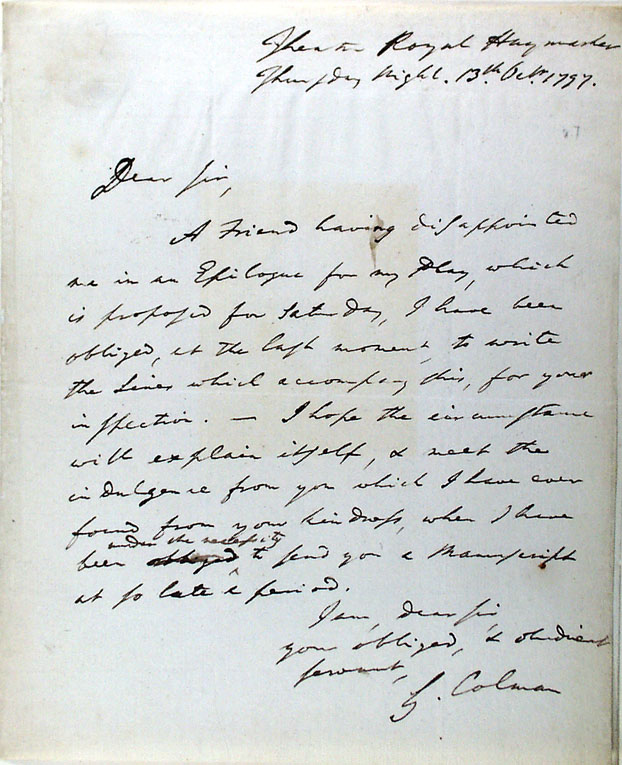 Theatre Royal Haymarket
Thursday Night. 13th Octr. 1797.
Dear Sir,
A Friend having disappointed
me in an Epilogue for my Play, which
is proposed for Saturday, I have been
obliged, at the last moment, to write
the Lines which accompany this, for your
inspection. — I hope the circumstance
will explain itself, & meet the
indulgence from you which I have ever
found from your kindness, when I have
under the necessity
been obliged to send you a Manuscript
at so late a period.
I am, dear Sir,
your obliged, & obedient
servant,
G. Colman